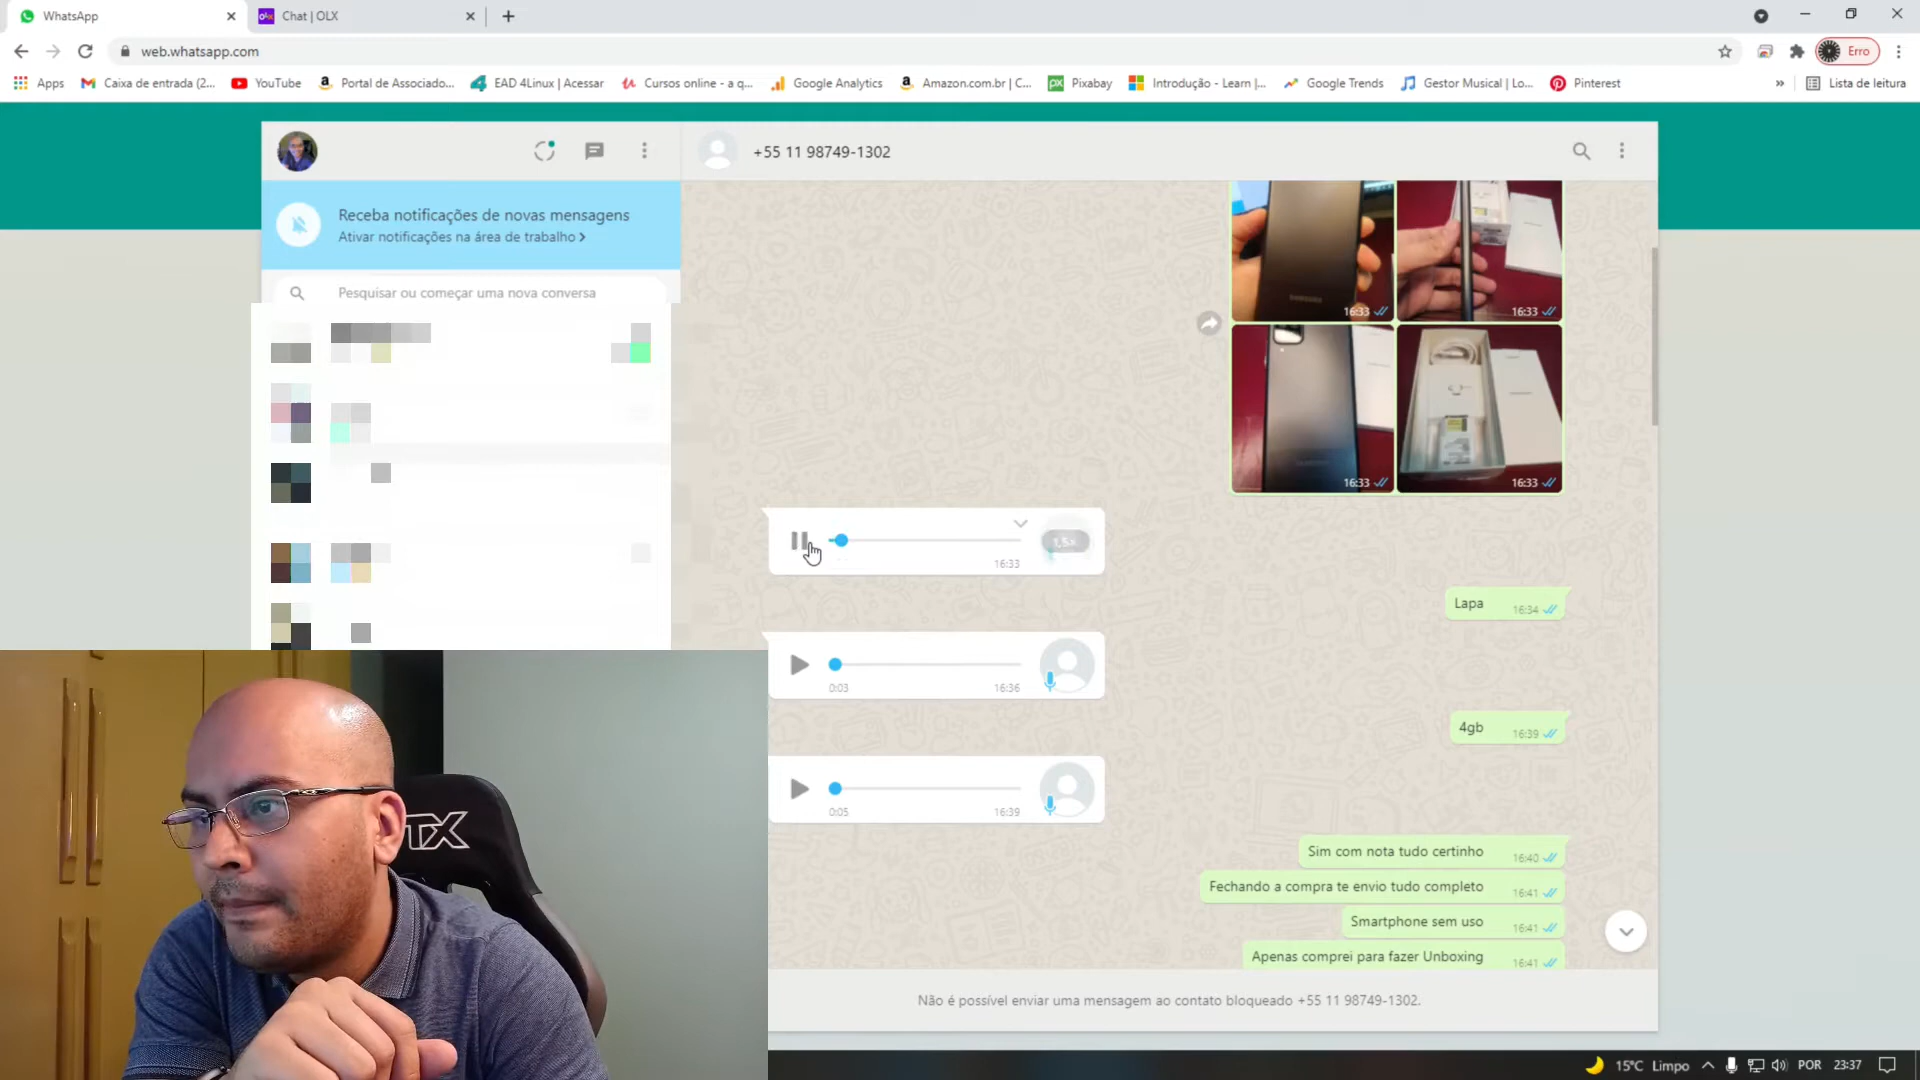 WhatsApp
Chat | OLX
web.whatsapp.com
Erro
Apps
Caixa de entrada (2...
YouTube
Portal de Associado...
EAD 4Linux | Acessar
Cursos online - a q...
Google Analytics
Amazon.com.br | C...
Pixabay
Introdução - Learn |...
Google Trends
Gestor Musical | Lo...
Pinterest
»
Lista de leitura
+55 11 98749-1302
Receba notificações de novas mensagens
Ativar notificações na área de trabalho >
Pesquisar ou começar uma nova conversa
SAMSUNG
16:33
16:33
16:33
16:33
1,5x
16:33
Lapa
16:34
0:03
16:36
4gb
16:39
0:05
16:39
Sim com nota tudo certinho
16:40
Fechando a compra te envio tudo completo
16:41
Smartphone sem uso
16:41
Apenas comprei para fazer Unboxing
16:41
Não é possível enviar uma mensagem ao contato bloqueado +55 11 98749-1302.
TX
15°C Limpo
POR
23:37